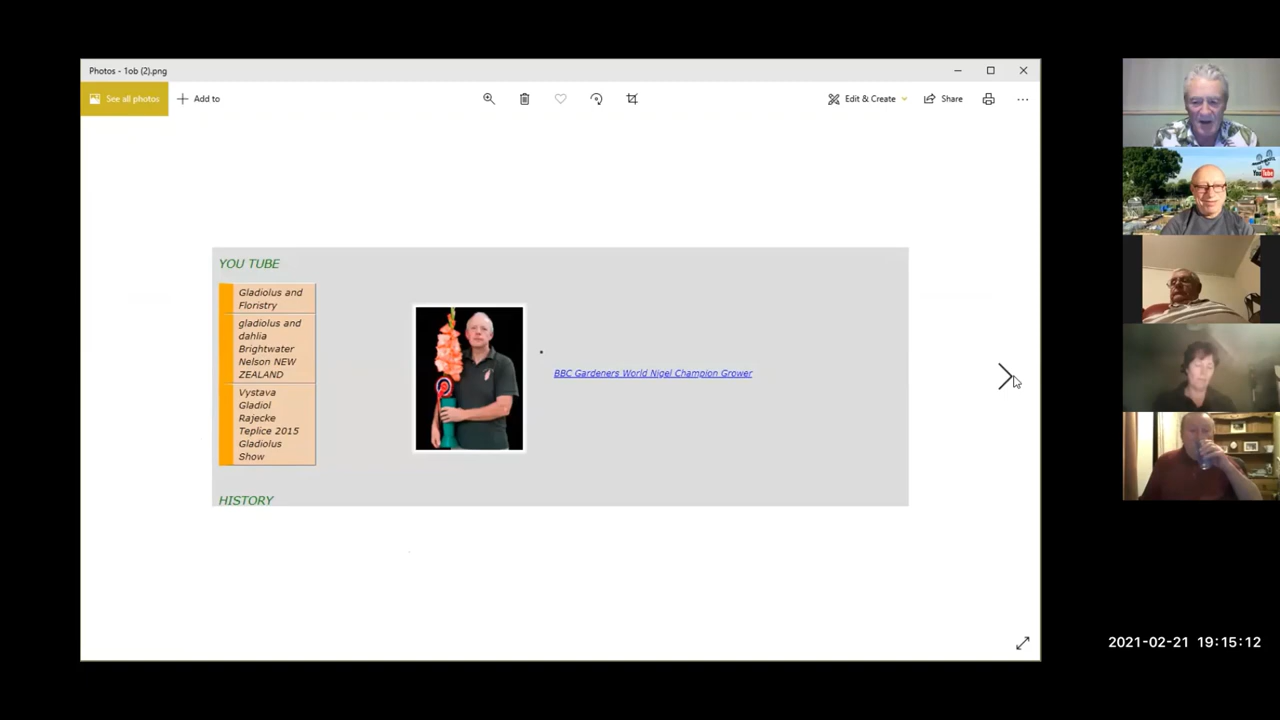 Photos - 1ob (2).png
See all photos
Add to
Edit & Create
Share
YOU TUBE
Gladiolus and
Floristry
gladiolus and
dahlia
Brightwater
Nelson NEW
ZEALAND
Vystava
Gladiol
Rajecke
Teplice 2015
Gladiolus
Show
BBC Gardeners World Nigel Champion Grower
HISTORY
You Tube
2021-02-21 19:15:12